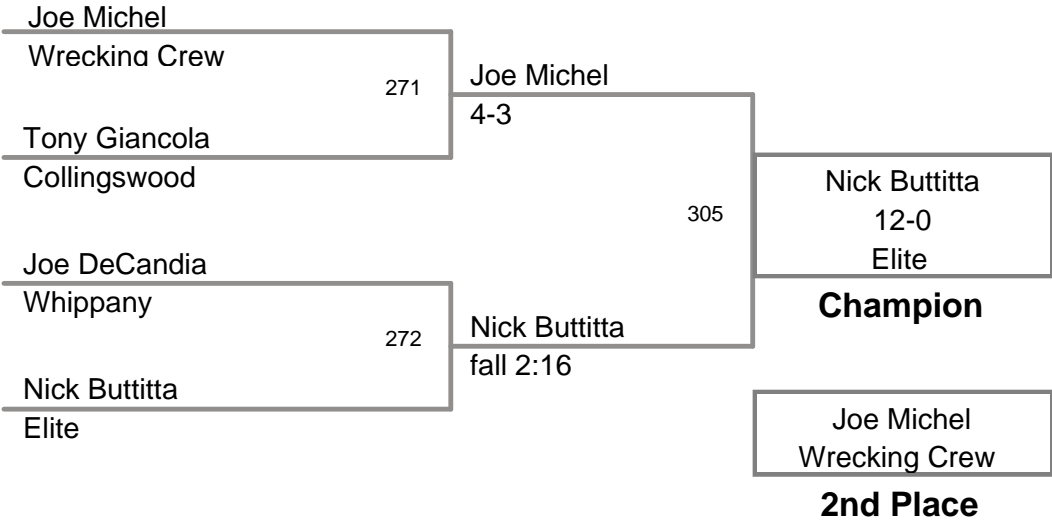 Joe Michel
Wrecking Crew
271
Joe Michel
4-3
Tony Giancola
Collingswood
Nick Buttitta
12-0
Elite
Champion
305
Joe DeCandia
Whippany
272
Nick Buttitta
fall 2:16
Nick Buttitta
Elite
Joe Michel
Wrecking Crew
2nd Place